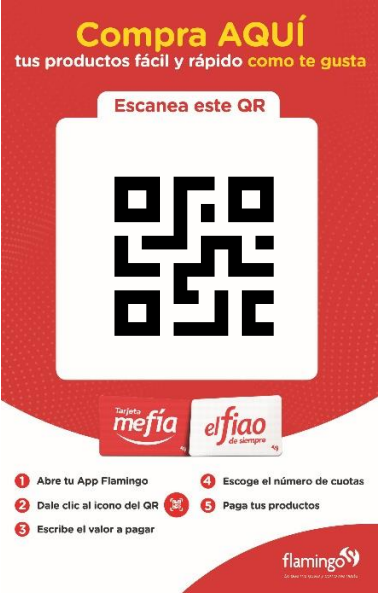 Compra AQUÍ
tus productos fácil y rápido como te gusta
Escanea este QR
Tarjeta
mefía
el fiao
de siempre
1 Abre tu App Flamingo
2 Dale clic al icono del QR
3 Escribe el valor a pagar
4 Escoge el número de cuotas
5 Paga tus productos
flamingo